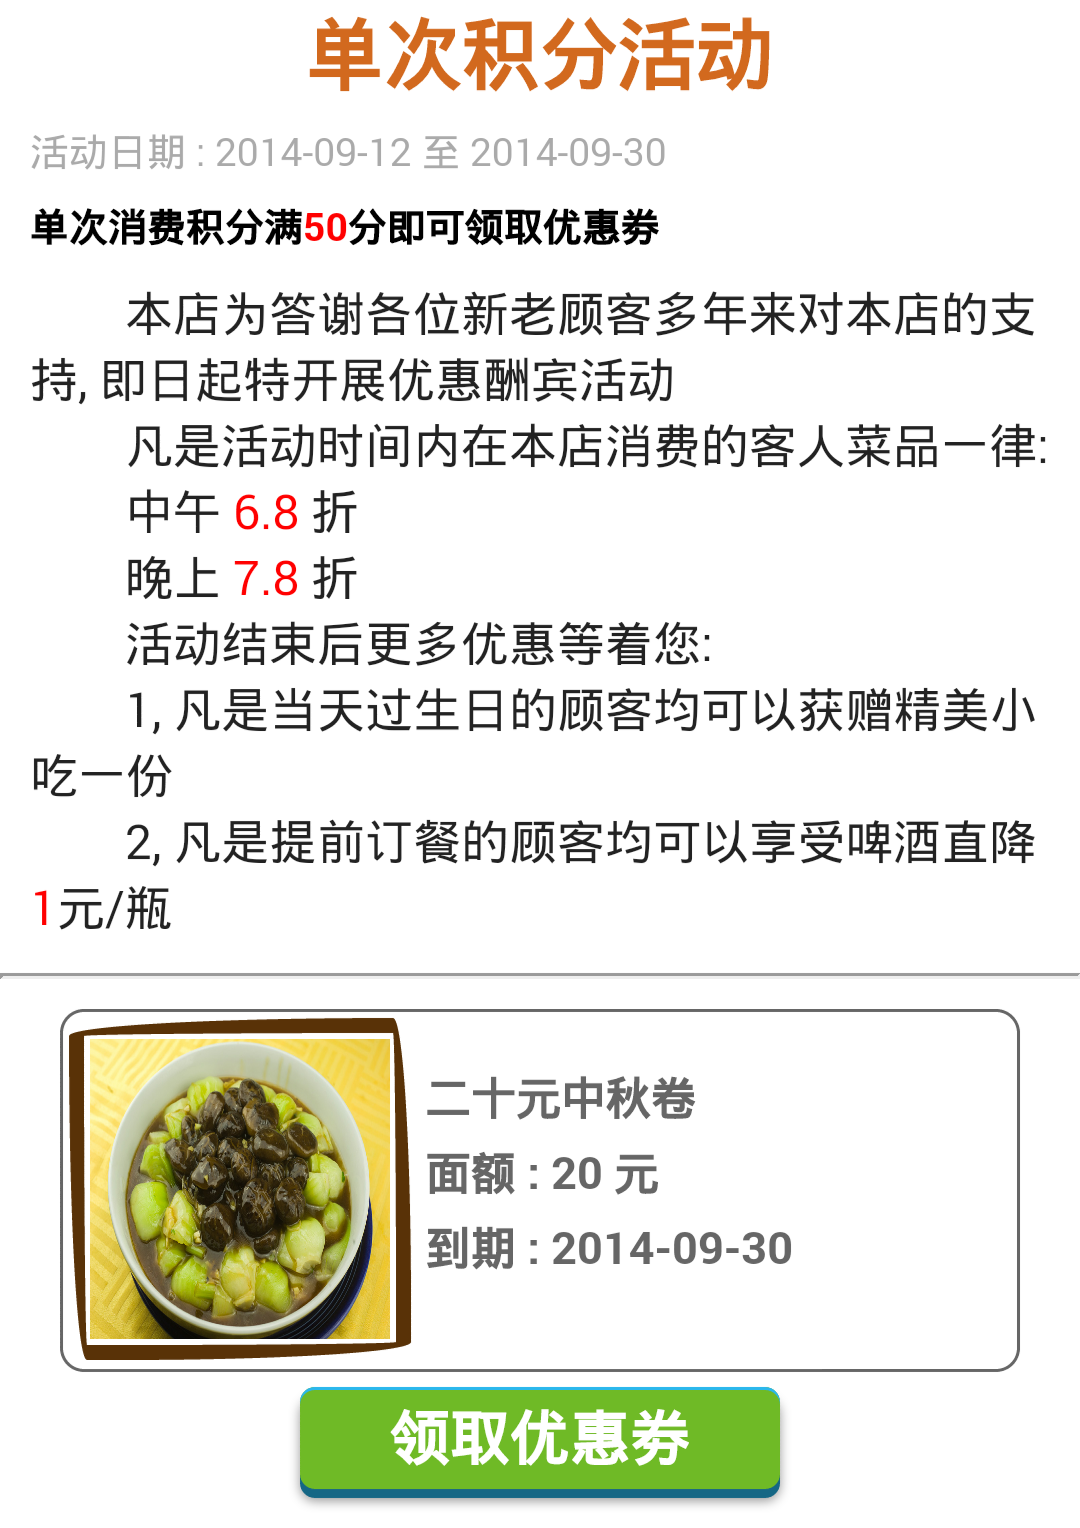 单次积分活动
活动日期 : 2014-09-12 至 2014-09-30
单次消费积分满50分即可领取优惠券
本店为答谢各位新老顾客多年来对本店的支
持, 即日起特开展优惠酬宾活动
凡是活动时间内在本店消费的客人菜品一律:
中午 6.8 折
晚上 7.8 折
活动结束后更多优惠等着您:
1, 凡是当天过生日的顾客均可以获赠精美小
吃一份
2, 凡是提前订餐的顾客均可以享受啤酒直降
1元/瓶
二十元中秋卷
面额 : 20 元
到期 : 2014-09-30
领取优惠券